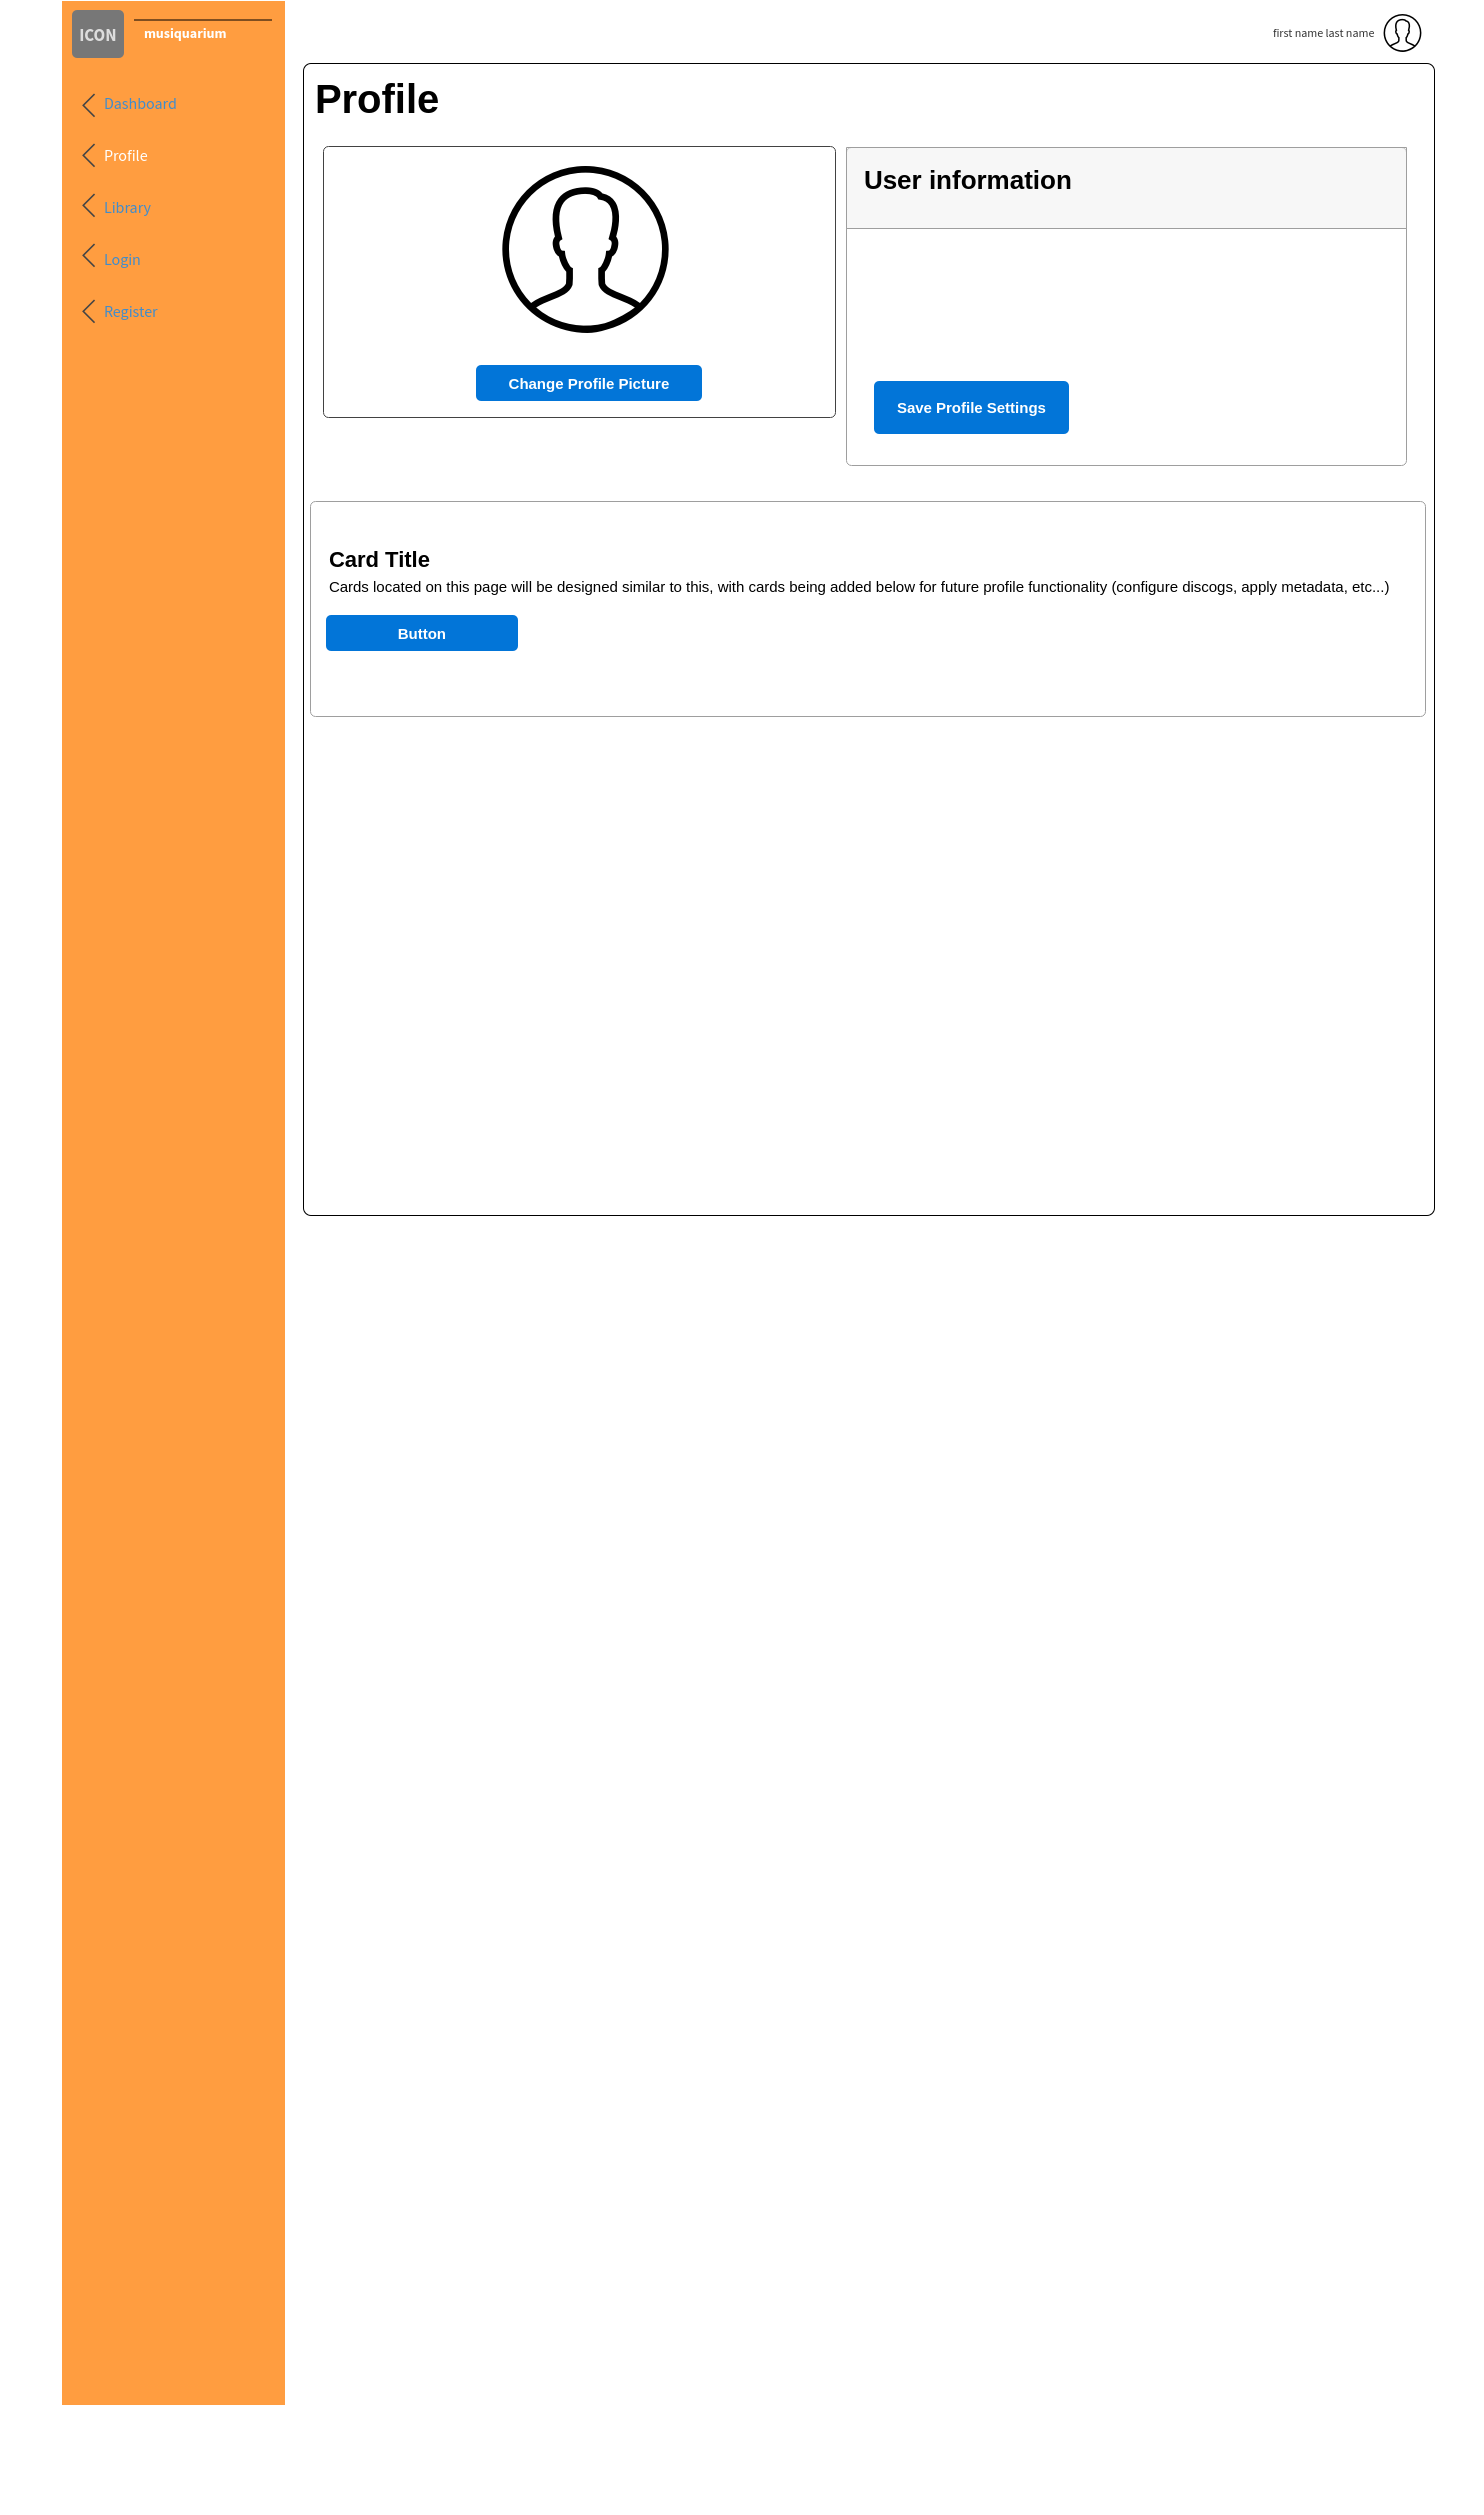 ICON
musiquarium
first name last name
Dashboard
Profile
Library
Login
Register
Profile
Change Profile Picture
User information
Save Profile Settings
Card Title
Cards located on this page will be designed similar to this, with cards being added below for future profile functionality (configure discogs, apply metadata, etc...)
Button